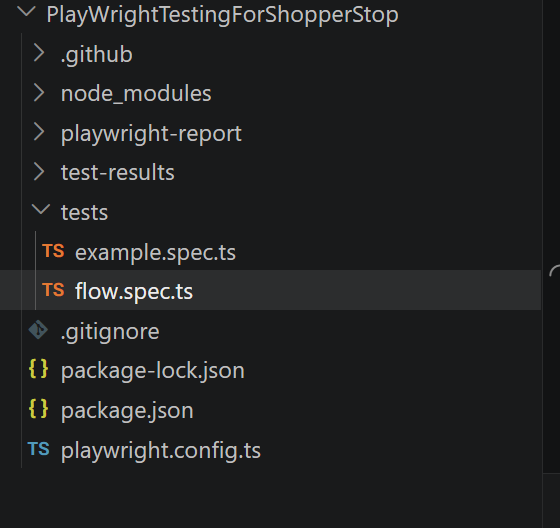 PlayWrightTestingForShopperStop
.github
node_modules
playwright-report
test-results
tests
TS example.spec.ts
TS flow.spec.ts
.gitignore
{} package-lock.json
{} package.json
TS playwright.config.ts